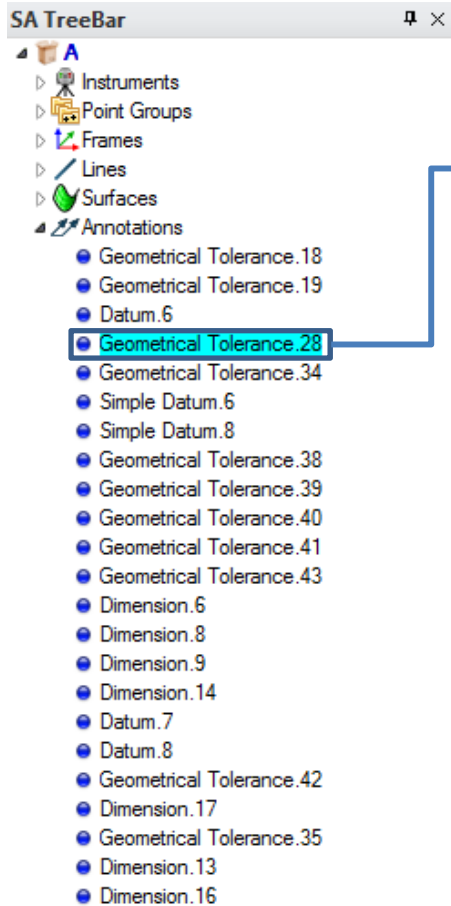 SA TreeBar
A
Instruments
Point Groups
Frames
Lines
Surfaces
Annotations
Geometrical Tolerance.18
Geometrical Tolerance.19
Datum.6
Geometrical Tolerance.28
Geometrical Tolerance.34
Simple Datum.6
Simple Datum.8
Geometrical Tolerance.38
Geometrical Tolerance.39
Geometrical Tolerance.40
Geometrical Tolerance.41
Geometrical Tolerance.43
Dimension.6
Dimension.8
Dimension.9
Dimension.14
Datum.7
Datum.8
Geometrical Tolerance.42
Dimension.17
Geometrical Tolerance.35
Dimension.13
Dimension.16